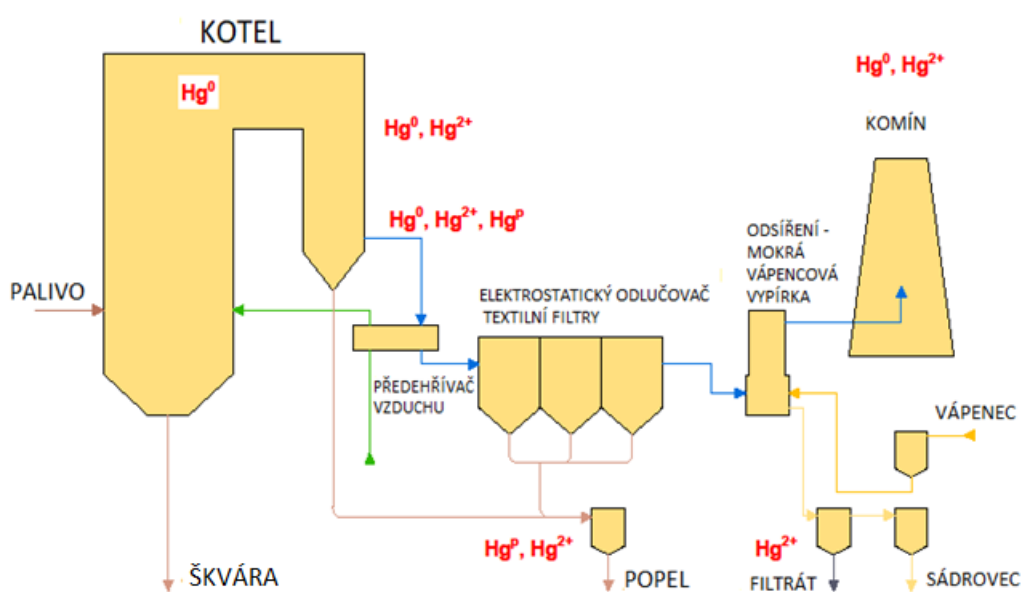 KOTEL
Hg⁰
Hg⁰, Hg²⁺
Hg⁰, Hg²⁺
KOMÍN
Hg⁰, Hg²⁺, Hgᵖ
ODSÍŘENÍ -
MOKRÁ
VÁPENCOVÁ
VYPÍRKA
PALIVO
ELEKTROSTATICKÝ ODLUČOVAČ
TEXTILNÍ FILTRY
PŘEDEHŘÍVAČ
VZDUCHU
VÁPENEC
Hgᵖ, Hg²⁺
Hg²⁺
ŠKVÁRA
POPEL
FILTRÁT
SÁDROVEC